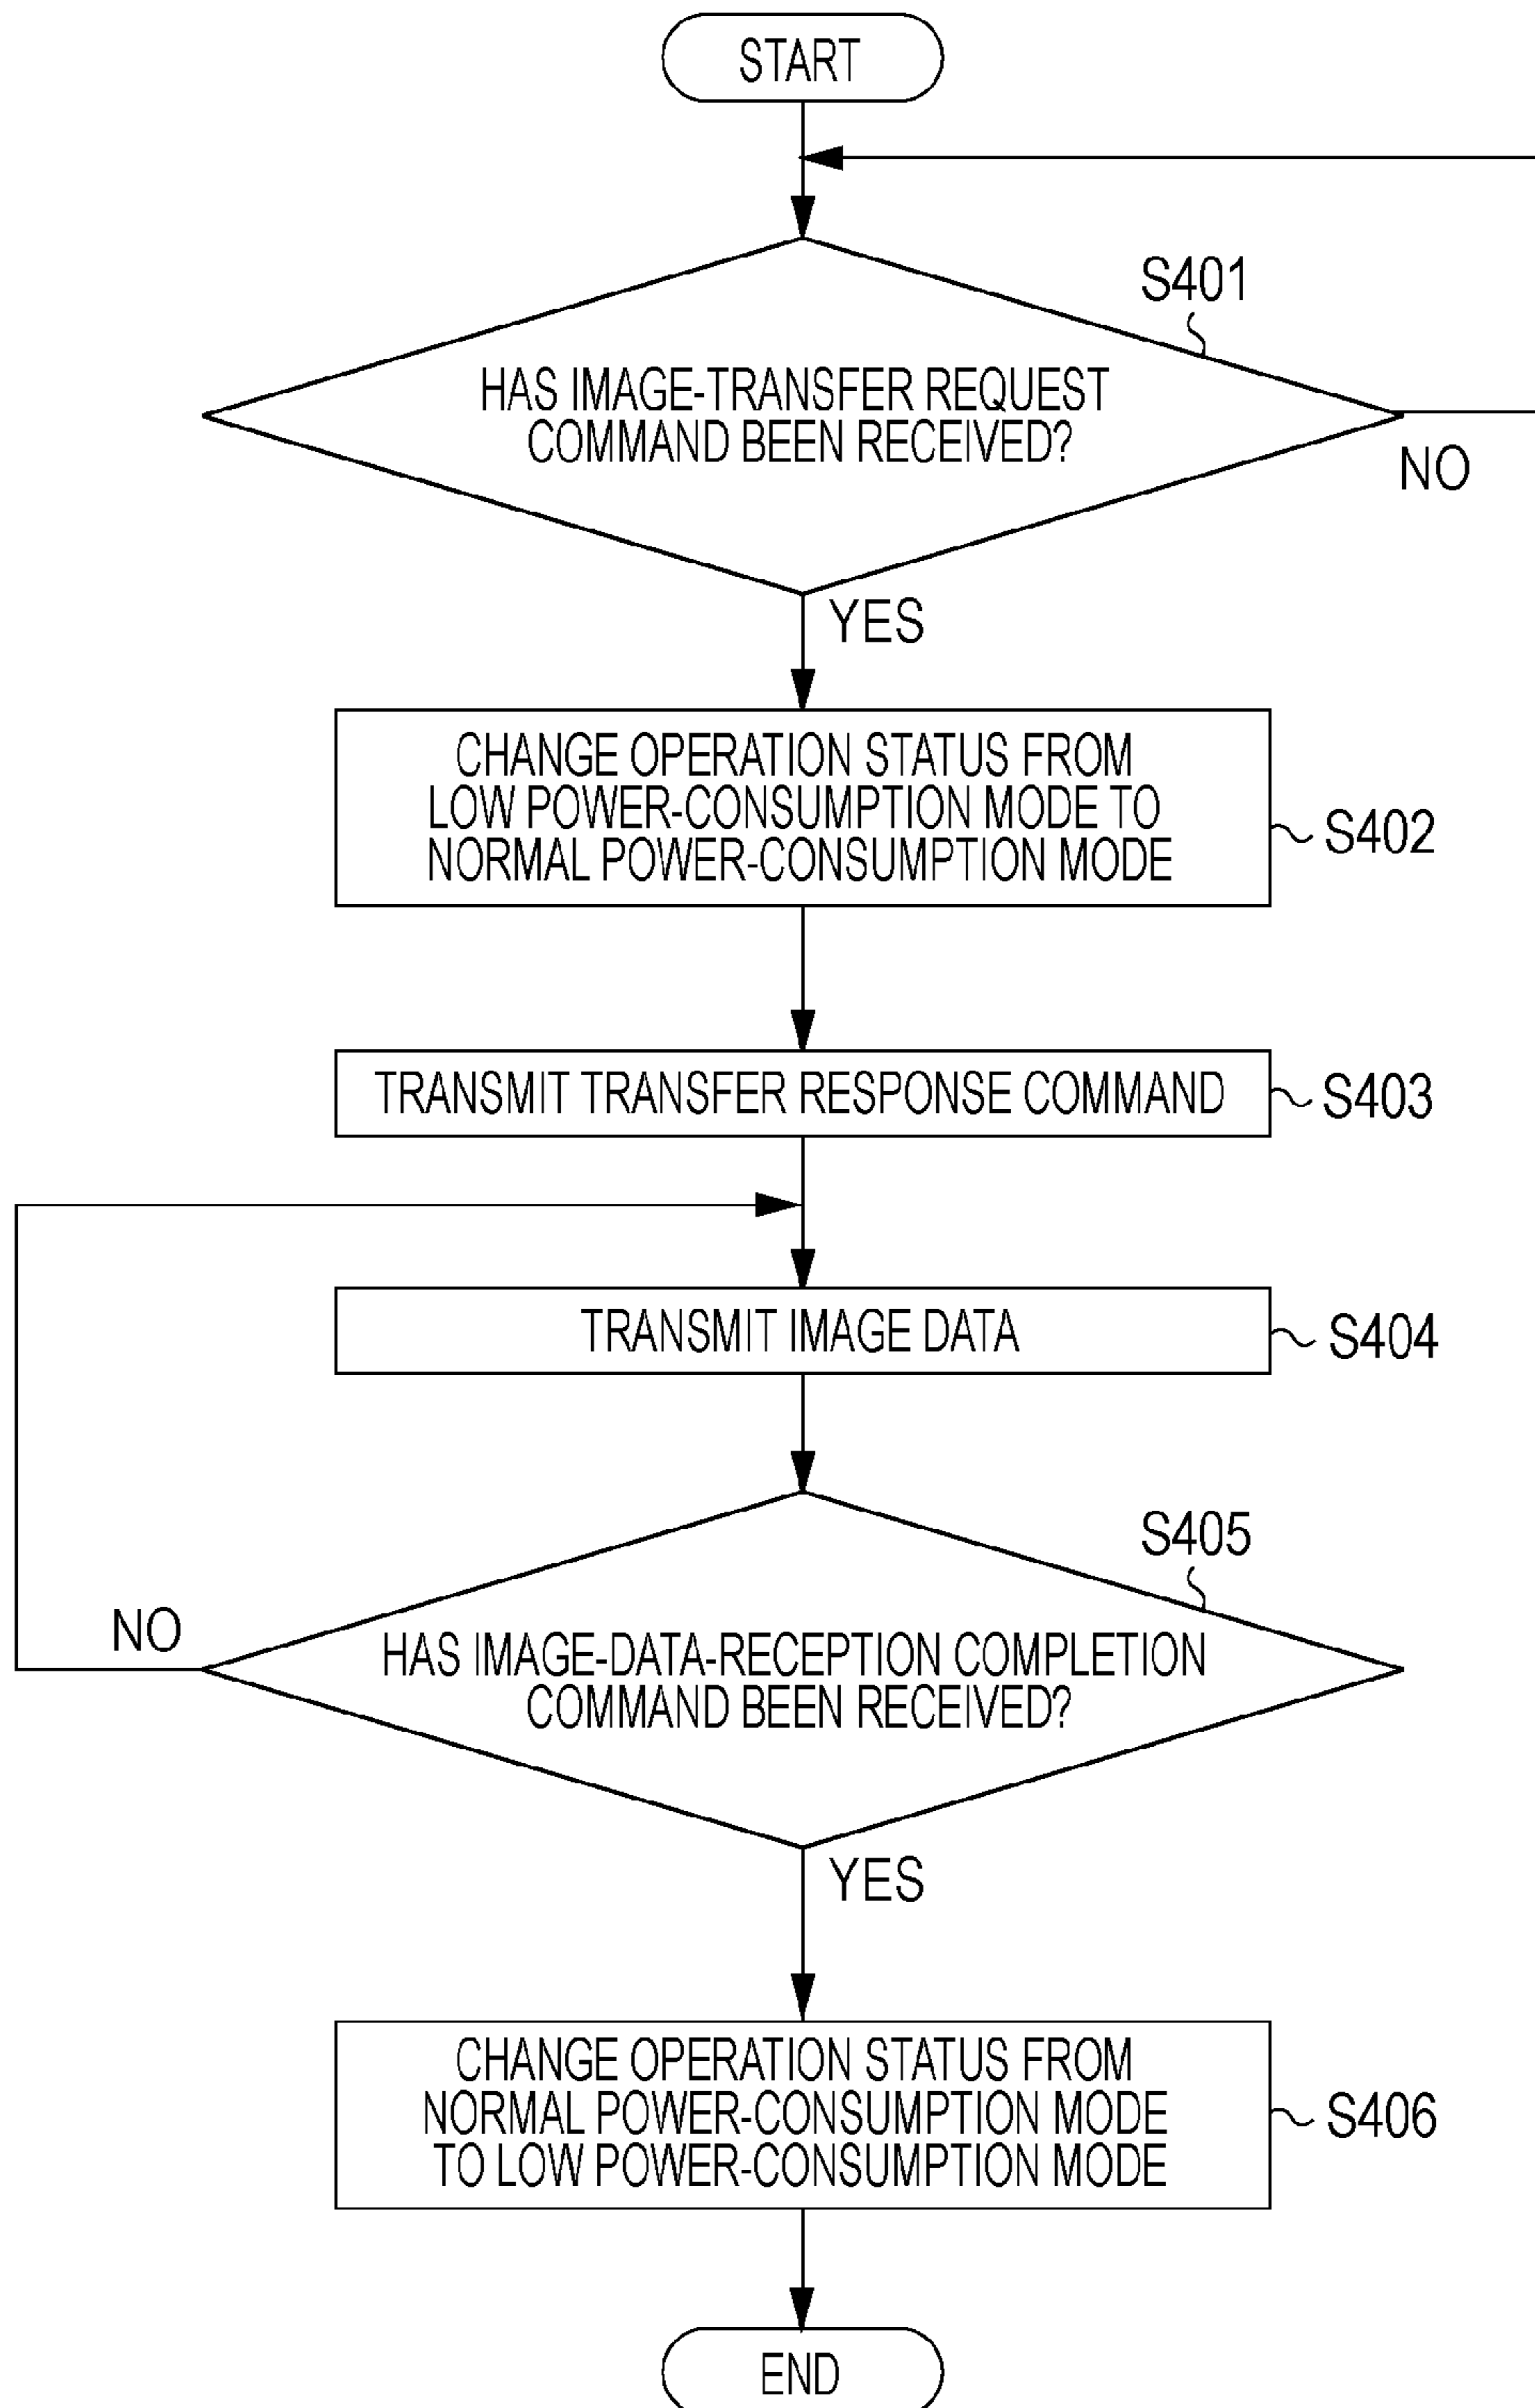 START
S401
HAS IMAGE-TRANSFER REQUEST
COMMAND BEEN RECEIVED?
NO
YES
CHANGE OPERATION STATUS FROM
LOW POWER-CONSUMPTION MODE TO
NORMAL POWER-CONSUMPTION MODE
S402
TRANSMIT TRANSFER RESPONSE COMMAND
S403
TRANSMIT IMAGE DATA
S404
S405
NO
HAS IMAGE-DATA-RECEPTION COMPLETION
COMMAND BEEN RECEIVED?
YES
CHANGE OPERATION STATUS FROM
NORMAL POWER-CONSUMPTION MODE
TO LOW POWER-CONSUMPTION MODE
S406
END